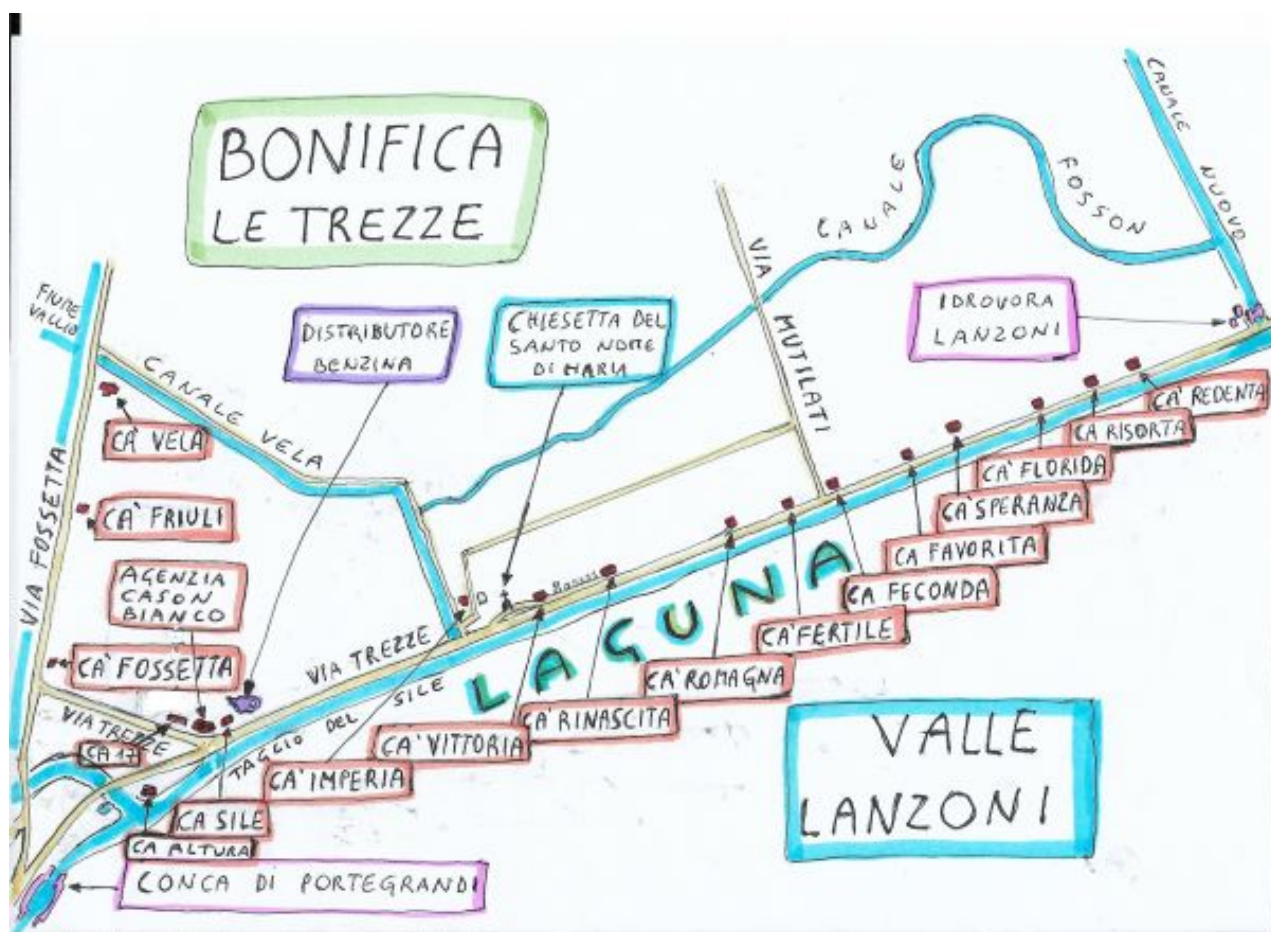 BONIFICA
LE TREZZE
CANALE
NUOVO
CANALE
FOSSON
VIA
MUTILATI
IDROVORA
LANZONI
FIUME
VALLIO
DISTRIBUTORE
BENZINA
CHIESETTA DEL
SANTO NOME
DI MARIA
CANALE VELA
CA' VELA
CA' REDENTA
CA RISORTA
CA' FLORIDA
CA' SPERANZA
CA FAVORITA
CA FECONDA
CA' FERTILE
CA' ROMAGNA
CA' RINASCITA
CA' VITTORIA
CA' IMPERIA
VIA FOSSETTA
CA' FRIULI
AGENZIA
CASON
BIANCO
CA' FOSSETTA
VIA TREZZE
VIA TREZZE
LAGUNA
TAGLIO DEL SILE
CA 17
CA SILE
CA ALTURA
CONCA DI PORTEGRANDI
VALLE
LANZONI